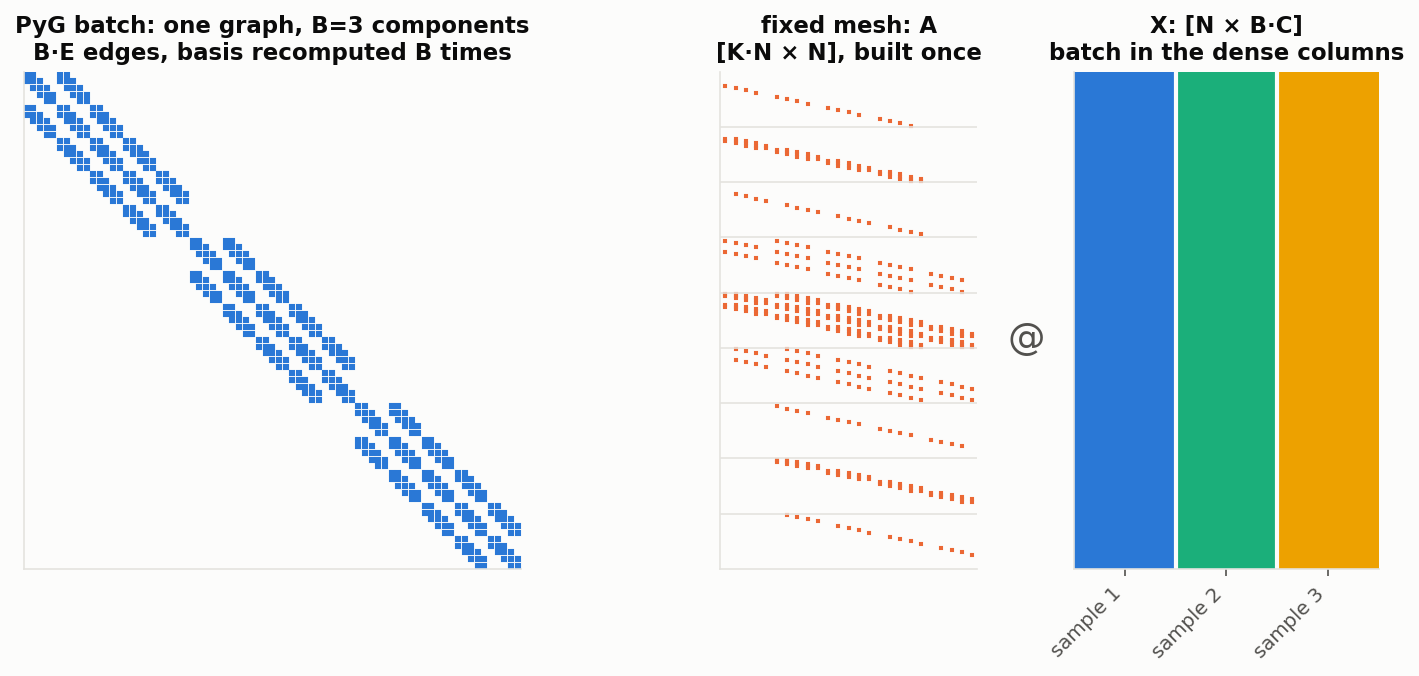 PyG batch: one graph, B=3 components
B·E edges, basis recomputed B times
fixed mesh: A
[K·N × N], built once
X: [N × B·C]
batch in the dense columns
@
sample 1
sample 2
sample 3